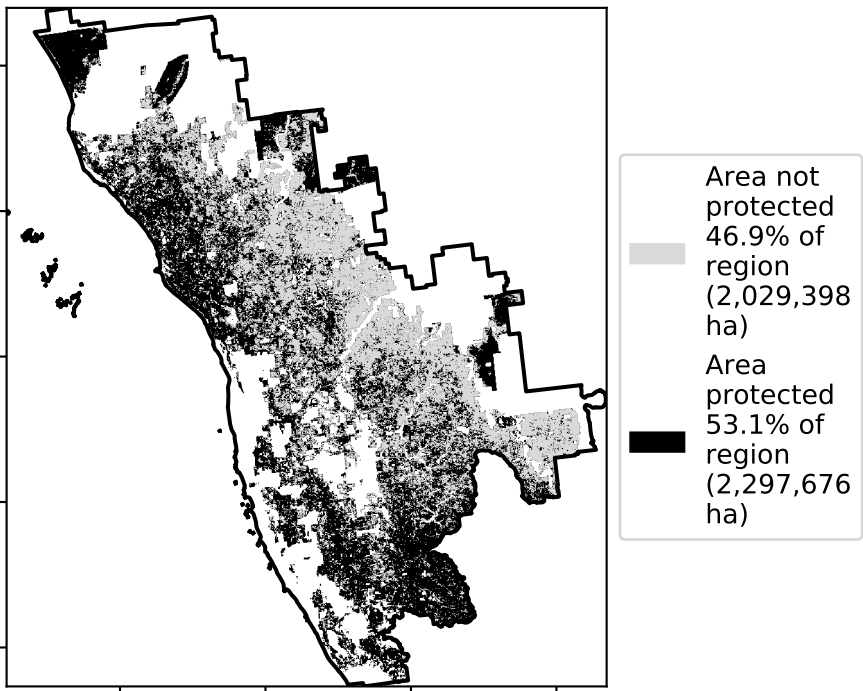 Area not
protected
46.9% of
region
(2,029,398
ha)
Area
protected
53.1% of
region
(2,297,676
ha)